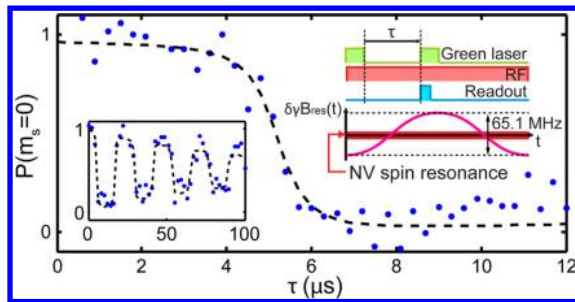 1
P(mₛ=0)
0
τ
Green laser
RF
Readout
δγB_res(t)
65.1 MHz
t
NV spin resonance
1
0
0 50 100
0 2 4 6 8 10 12
τ (μs)